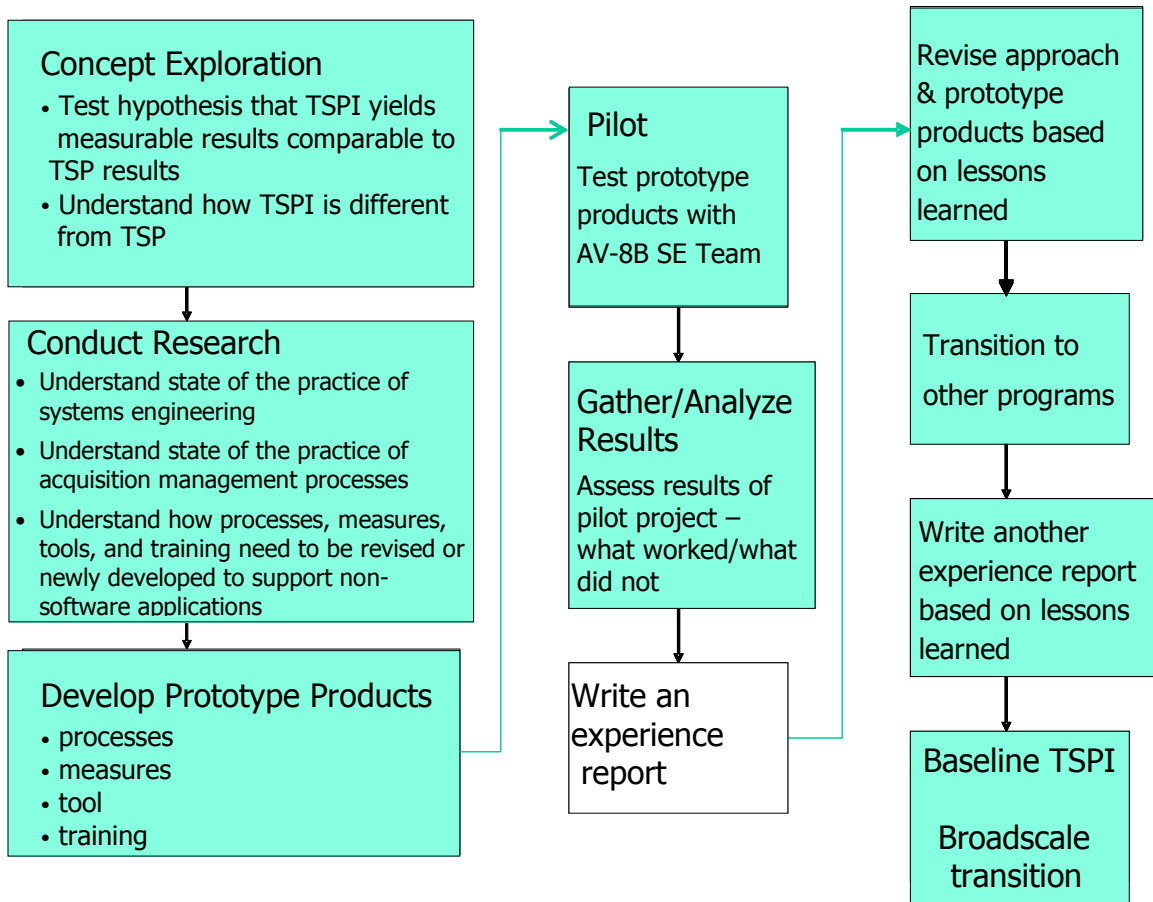 Concept Exploration
• Test hypothesis that TSPI yields
measurable results comparable to
TSP results
• Understand how TSPI is different
from TSP
Conduct Research
• Understand state of the practice of
systems engineering
• Understand state of the practice of
acquisition management processes
• Understand how processes, measures,
tools, and training need to be revised or
newly developed to support non-
software applications
Develop Prototype Products
• processes
• measures
• tool
• training
Pilot
Test prototype
products with
AV-8B SE Team
Gather/Analyze
Results
Assess results of
pilot project –
what worked/what
did not
Write an
experience
report
Revise approach
& prototype
products based
on lessons
learned
Transition to
other programs
Write another
experience report
based on lessons
learned
Baseline TSPI
Broadscale
transition